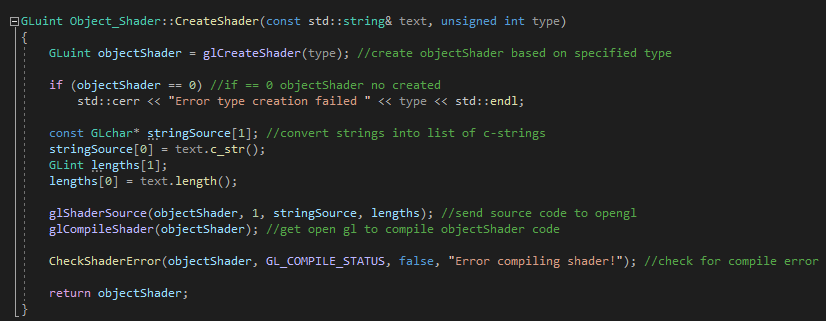 GLuint Object_Shader::CreateShader(const std::string& text, unsigned int type)
{
GLuint objectShader = glCreateShader(type); //create objectShader based on specified type
if (objectShader == 0) //if == 0 objectShader no created
std::cerr << "Error type creation failed " << type << std::endl;
const GLchar* stringSource[1]; //convert strings into list of c-strings
stringSource[0] = text.c_str();
GLint lengths[1];
lengths[0] = text.length();
glShaderSource(objectShader, 1, stringSource, lengths); //send source code to opengl
glCompileShader(objectShader); //get open gl to compile objectShader code
CheckShaderError(objectShader, GL_COMPILE_STATUS, false, "Error compiling shader!"); //check for compile error
return objectShader;
}